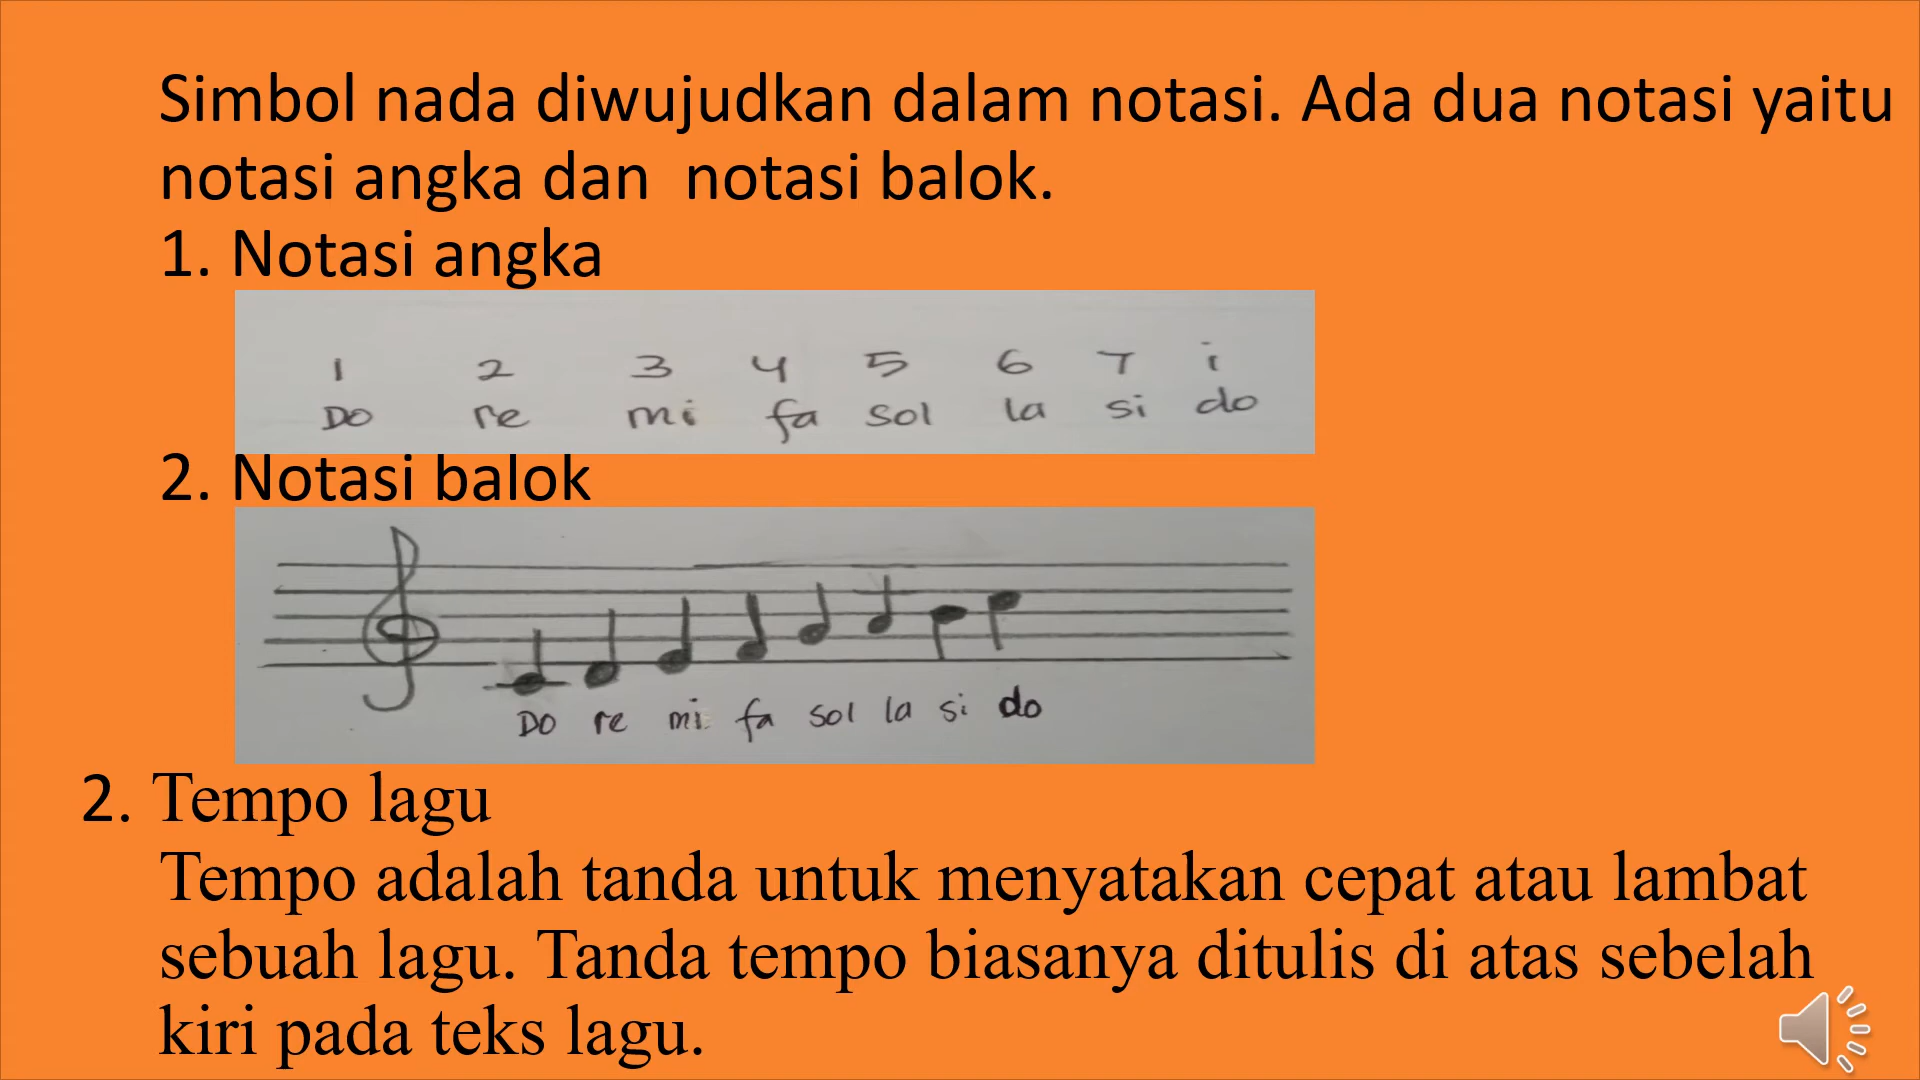 Simbol nada diwujudkan dalam notasi. Ada dua notasi yaitu
notasi angka dan notasi balok.
1. Notasi angka
1 2 3 4 5 6 7 i
Do re mi fa sol la si do
2. Notasi balok
Do re mi fa sol la si do
2. Tempo lagu
Tempo adalah tanda untuk menyatakan cepat atau lambat
sebuah lagu. Tanda tempo biasanya ditulis di atas sebelah
kiri pada teks lagu.